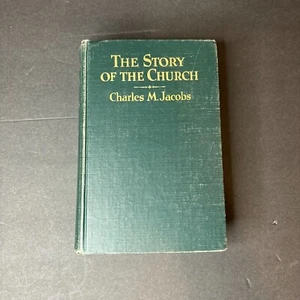 THE STORY
OF THE CHURCH
Charles M. Jacobs